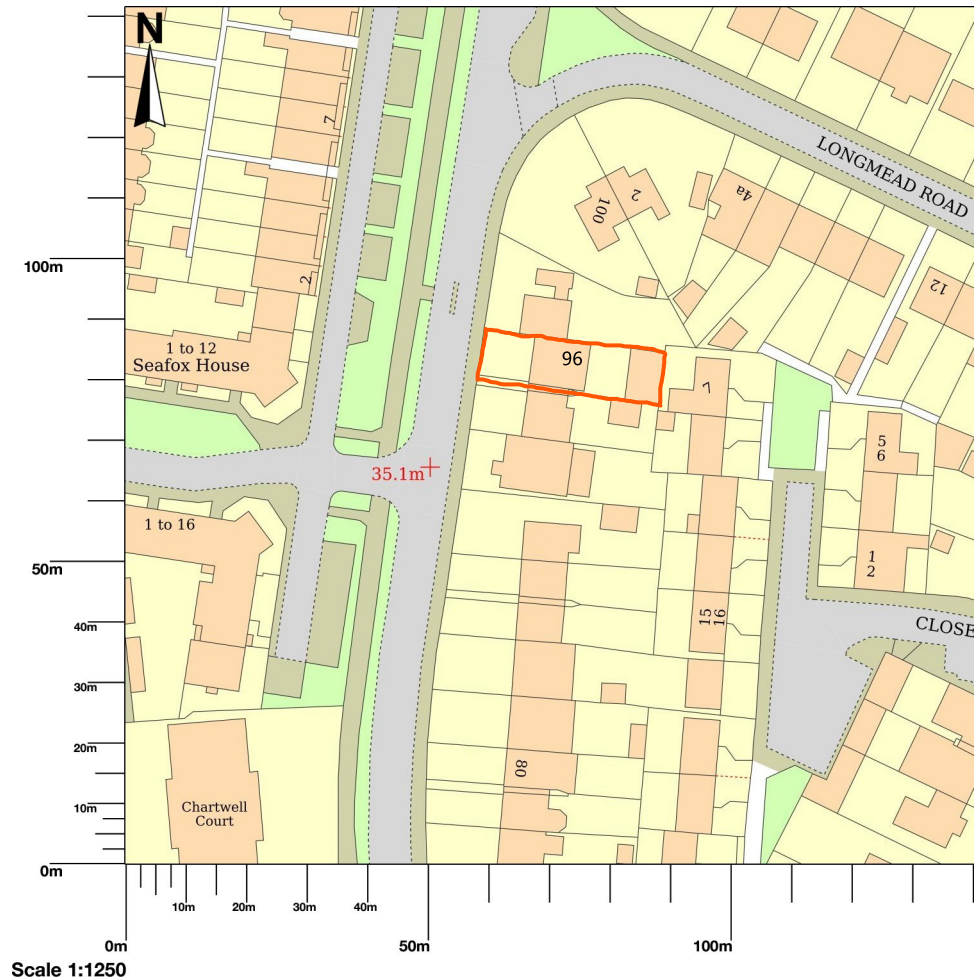 N
7
2
LONGMEAD ROAD
2
100
4a
12
100m
1 to 12
Seafox House
96
7
5
6
35.1m
1 to 16
1
2
50m
15
16
40m
CLOSE
30m
20m
80
Chartwell
Court
10m
0m
10m
20m
30m
40m
0m
50m
100m
Scale 1:1250